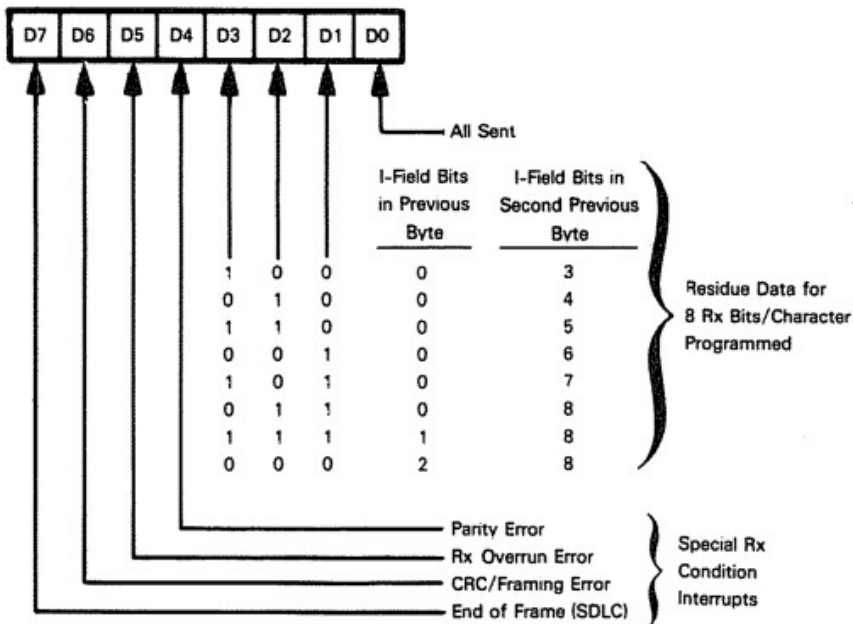 D7 D6 D5 D4 D3 D2 D1 D0
All Sent
I-Field Bits in Previous Byte
I-Field Bits in Second Previous Byte
1 0 0 0 3
0 1 0 0 4
1 1 0 0 5
0 0 1 0 6
1 0 1 0 7
0 1 1 0 8
1 1 1 1 8
0 0 0 2 8
Residue Data for
8 Rx Bits/Character
Programmed
Parity Error
Rx Overrun Error
CRC/Framing Error
End of Frame (SDLC)
Special Rx
Condition
Interrupts